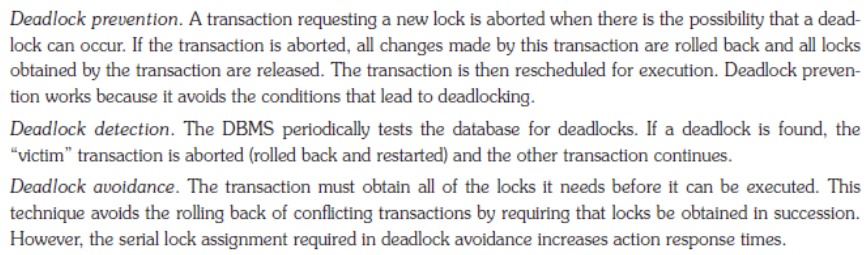 Deadlock prevention. A transaction requesting a new lock is aborted when there is the possibility that a dead-
lock can occur. If the transaction is aborted, all changes made by this transaction are rolled back and all locks
obtained by the transaction are released. The transaction is then rescheduled for execution. Deadlock preven-
tion works because it avoids the conditions that lead to deadlocking.
Deadlock detection. The DBMS periodically tests the database for deadlocks. If a deadlock is found, the
“victim” transaction is aborted (rolled back and restarted) and the other transaction continues.
Deadlock avoidance. The transaction must obtain all of the locks it needs before it can be executed. This
technique avoids the rolling back of conflicting transactions by requiring that locks be obtained in succession.
However, the serial lock assignment required in deadlock avoidance increases action response times.